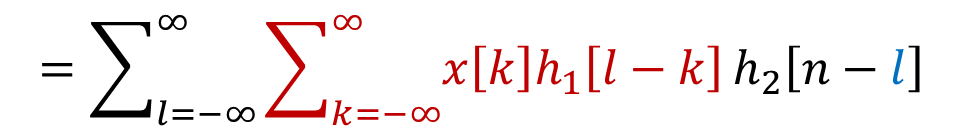 = ∑_{l=−∞}^{∞} ∑_{k=−∞}^{∞} x[k]h₁[l − k] h₂[n − l]